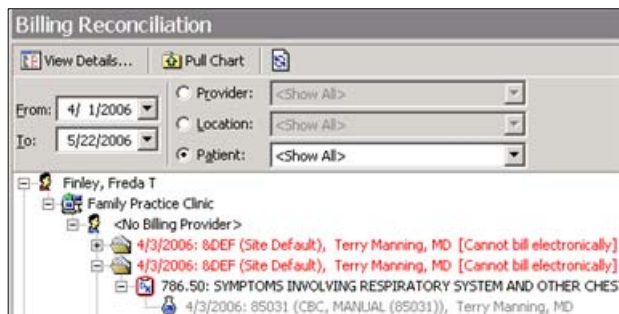 Billing Reconciliation
View Details... Pull Chart
From: 4/ 1/2006
To: 5/22/2006
Provider: <Show All>
Location: <Show All>
Patient: <Show All>
Finley, Freda T
Family Practice Clinic
<No Billing Provider>
4/3/2006: &DEF (Site Default), Terry Manning, MD [Cannot bill electronically]
4/3/2006: &DEF (Site Default), Terry Manning, MD [Cannot bill electronically]
786.50: SYMPTOMS INVOLVING RESPIRATORY SYSTEM AND OTHER CHES
4/3/2006: 85031 (CBC, MANUAL (85031)), Terry Manning, MD